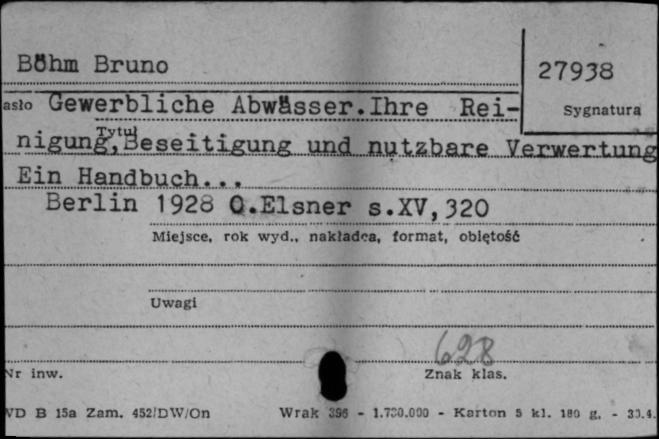 Böhm Bruno
27938
asło Gewerbliche Abwässer.Ihre Rei-
Sygnatura
Tytuł
nigung,Beseitigung und nutzbare Verwertung
Ein Handbuch...
Berlin 1928 O.Elsner s.XV,320
Miejsce, rok wyd., nakładca, format, objętość
Uwagi
628
Nr inw.
Znak klas.
WD B 15a Zam. 452/DW/On Wrak 396 - 1.730.000 - Karton 5 kl. 180 g. - 30.4.